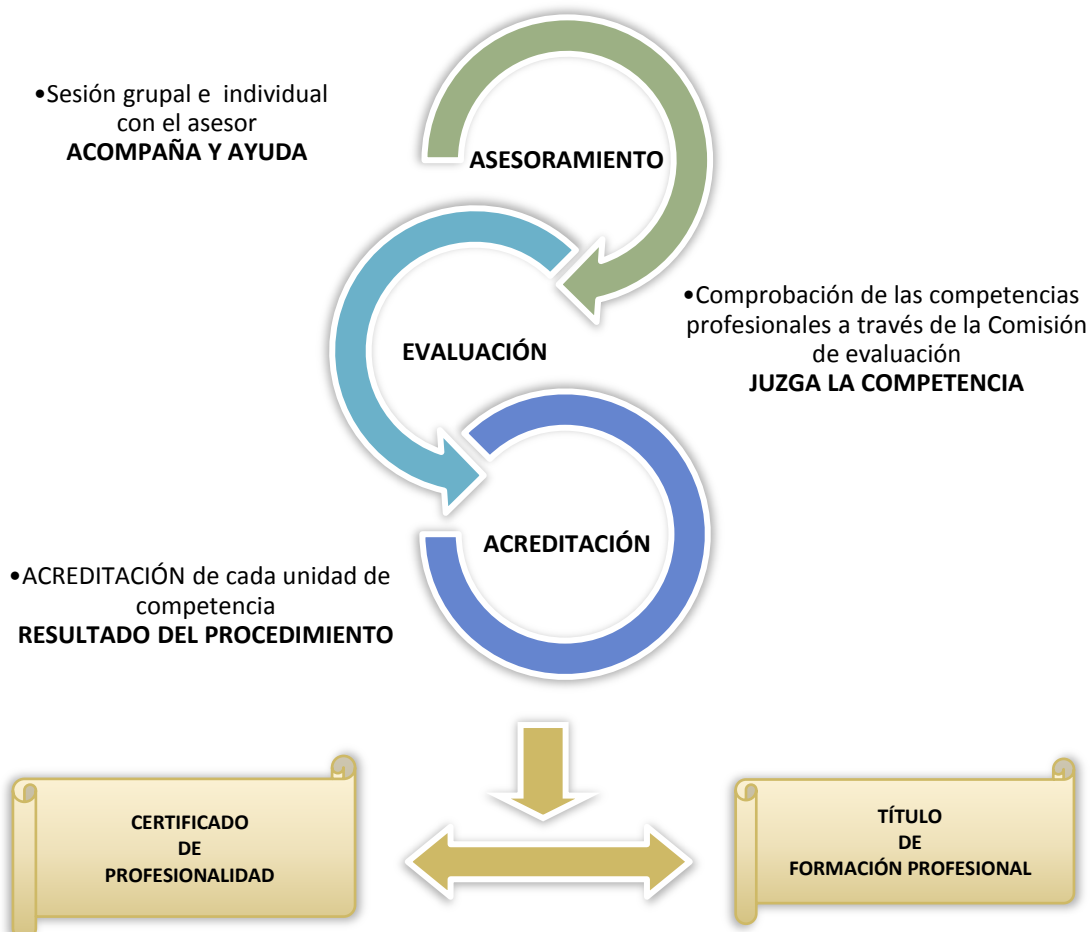 •Sesión grupal e individual
con el asesor
ACOMPAÑA Y AYUDA
ASESORAMIENTO
•Comprobación de las competencias
profesionales a través de la Comisión
de evaluación
JUZGA LA COMPETENCIA
EVALUACIÓN
ACREDITACIÓN
•ACREDITACIÓN de cada unidad de
competencia
RESULTADO DEL PROCEDIMIENTO
CERTIFICADO
DE
PROFESIONALIDAD
TÍTULO
DE
FORMACIÓN PROFESIONAL